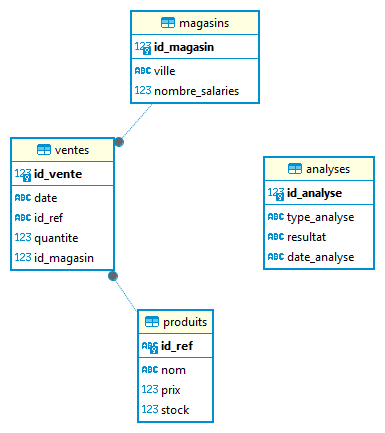 magasins
123 id_magasin
ABC ville
123 nombre_salaries
ventes
123 id_vente
ABC date
ABC id_ref
123 quantite
123 id_magasin
analyses
123 id_analyse
ABC type_analyse
ABC resultat
ABC date_analyse
produits
ABC id_ref
ABC nom
123 prix
123 stock